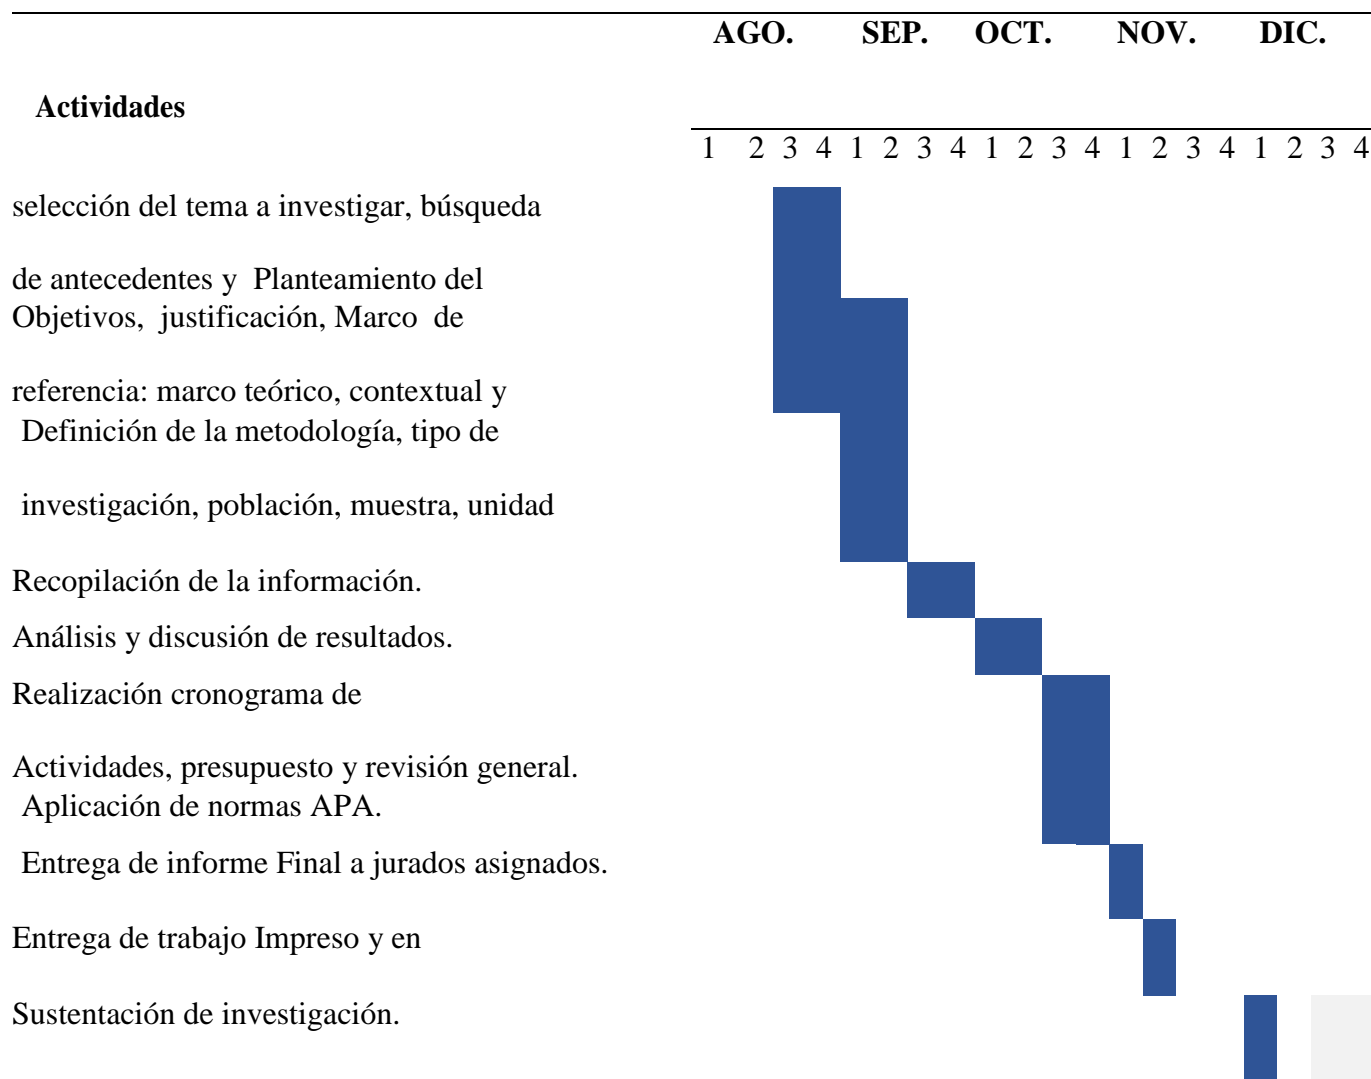 AGO. SEP. OCT. NOV. DIC.
Actividades
1 2 3 4 1 2 3 4 1 2 3 4 1 2 3 4 1 2 3 4
selección del tema a investigar, búsqueda
de antecedentes y Planteamiento del
Objetivos, justificación, Marco de
referencia: marco teórico, contextual y
Definición de la metodología, tipo de
investigación, población, muestra, unidad
Recopilación de la información.
Análisis y discusión de resultados.
Realización cronograma de
Actividades, presupuesto y revisión general.
Aplicación de normas APA.
Entrega de informe Final a jurados asignados.
Entrega de trabajo Impreso y en
Sustentación de investigación.